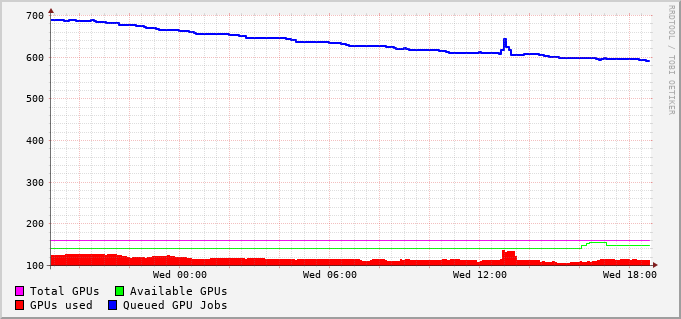 700
600
500
400
300
200
100
Wed 00:00 Wed 06:00 Wed 12:00 Wed 18:00
Total GPUs Available GPUs
GPUs used Queued GPU Jobs
RRDTOOL / TOBI OETIKER